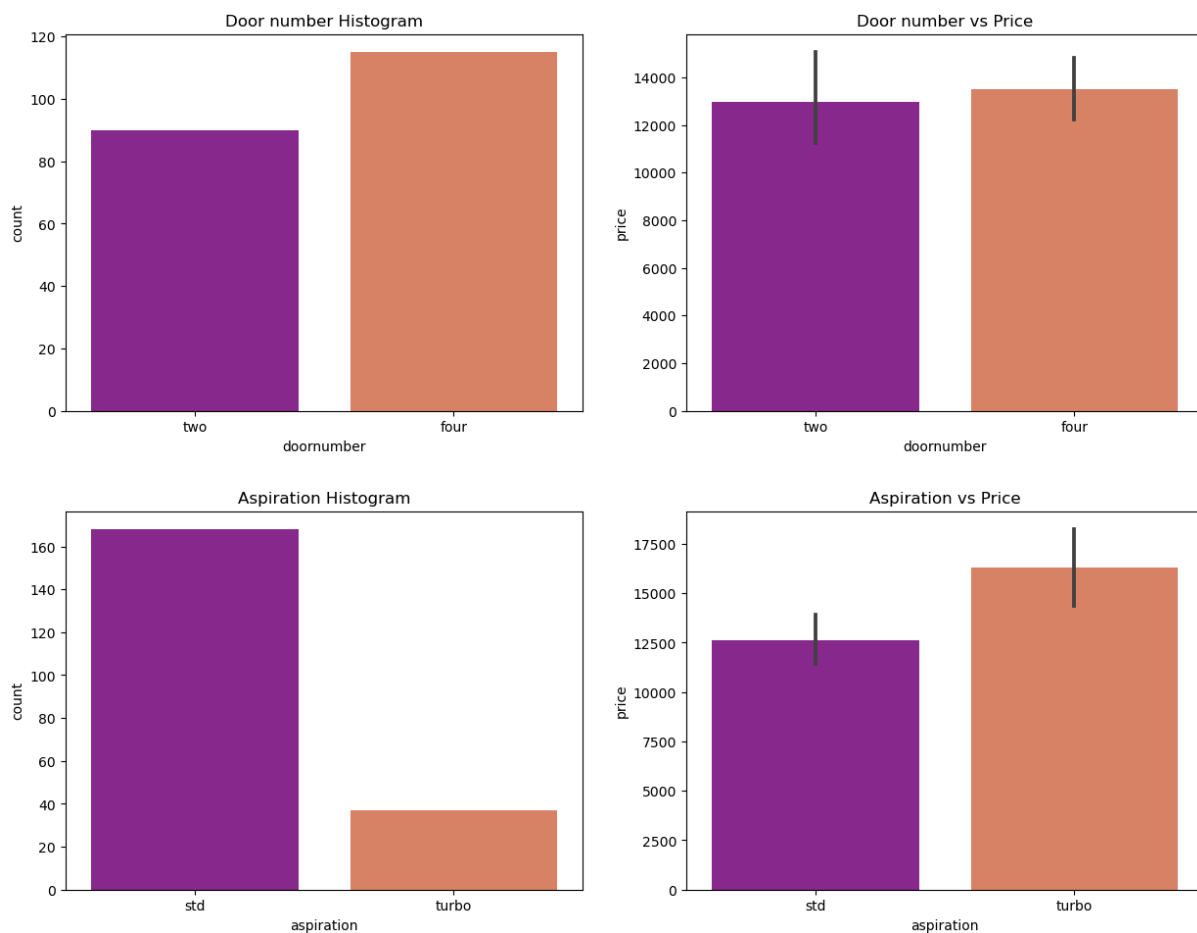 Door number Histogram
120
100
80
60
40
20
0
count
two
four
doornumber
Door number vs Price
14000
12000
10000
8000
6000
4000
2000
0
price
two
four
doornumber
Aspiration Histogram
160
140
120
100
80
60
40
20
0
count
std
turbo
aspiration
Aspiration vs Price
17500
15000
12500
10000
7500
5000
2500
0
price
std
turbo
aspiration